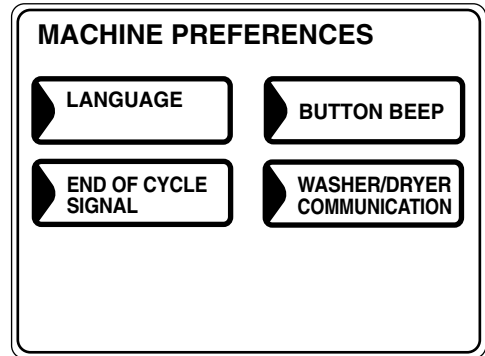 MACHINE PREFERENCES
LANGUAGE
BUTTON BEEP
END OF CYCLE
SIGNAL
WASHER/DRYER
COMMUNICATION